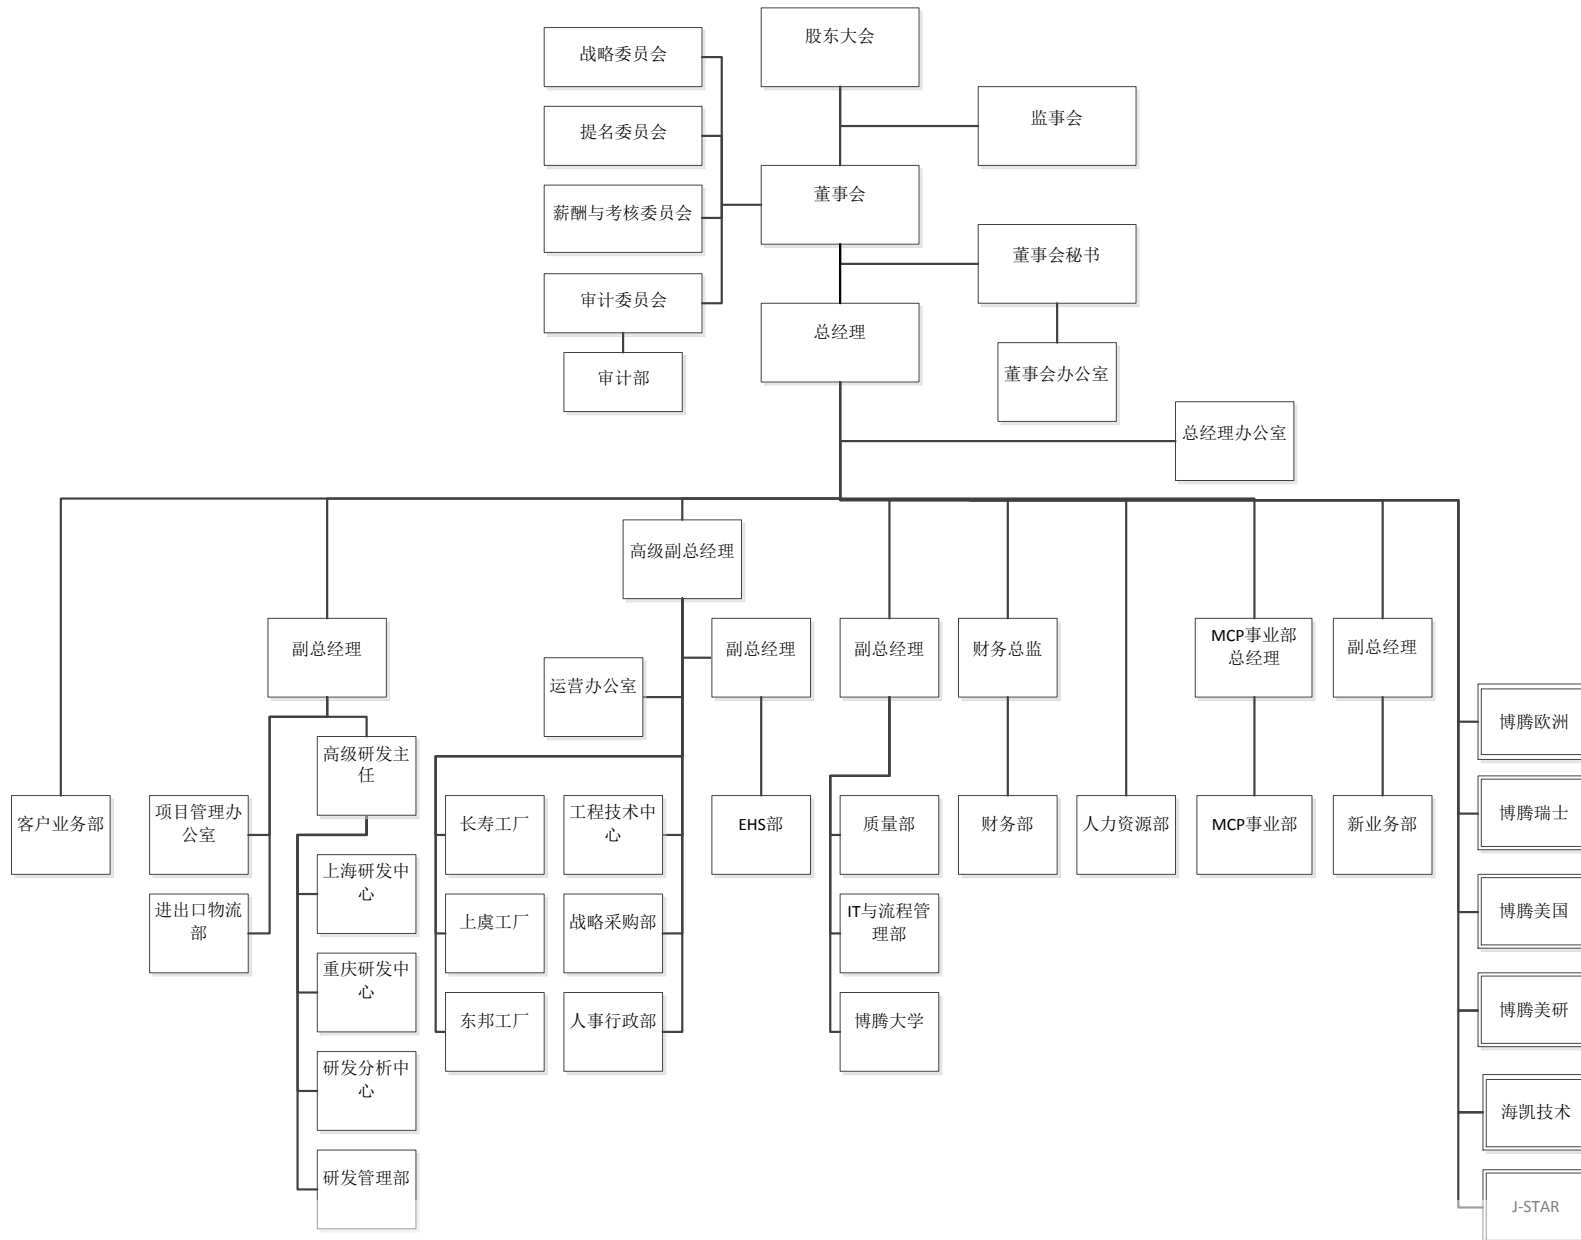 股东大会
战略委员会
监事会
提名委员会
董事会
薪酬与考核委员会
董事会秘书
审计委员会
总经理
审计部
董事会办公室
总经理办公室
高级副总经理
副总经理
运营办公室
副总经理
副总经理
财务总监
MCP事业部
总经理
副总经理
博腾欧洲
高级研发主
任
客户业务部
项目管理办
公室
长寿工厂
工程技术中
心
EHS部
质量部
财务部
人力资源部
MCP事业部
新业务部
博腾瑞士
上海研发中
心
进出口物流
部
上虞工厂
战略采购部
IT与流程管
理部
博腾美国
重庆研发中
心
东邦工厂
人事行政部
博腾大学
博腾美研
研发分析中
心
海凯技术
研发管理部
J-STAR